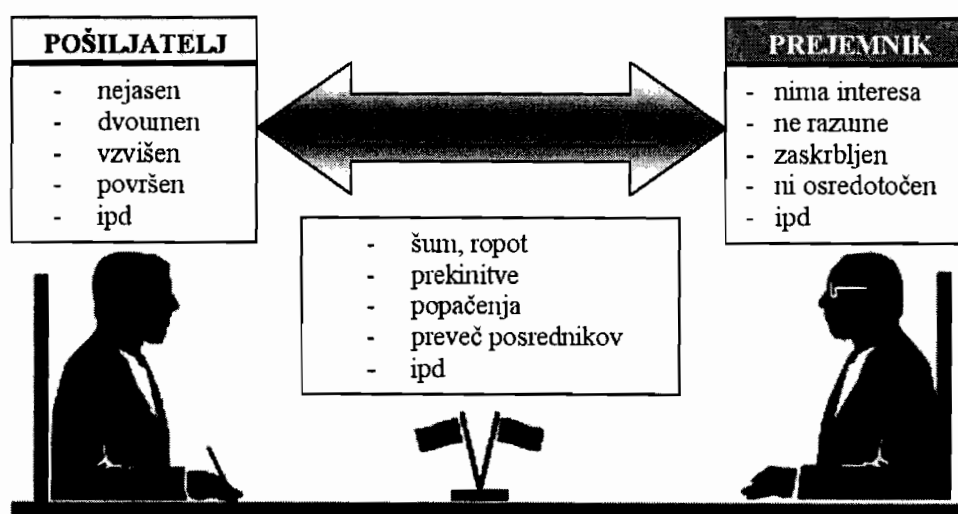 POŠILJATELJ
- nejasen
- dvoumen
- vzvišen
- površen
- ipd
PREJEMNIK
- nima interesa
- ne razume
- zaskrbljen
- ni osredotočen
- ipd
- šum, ropot
- prekinitve
- popačenja
- preveč posrednikov
- ipd